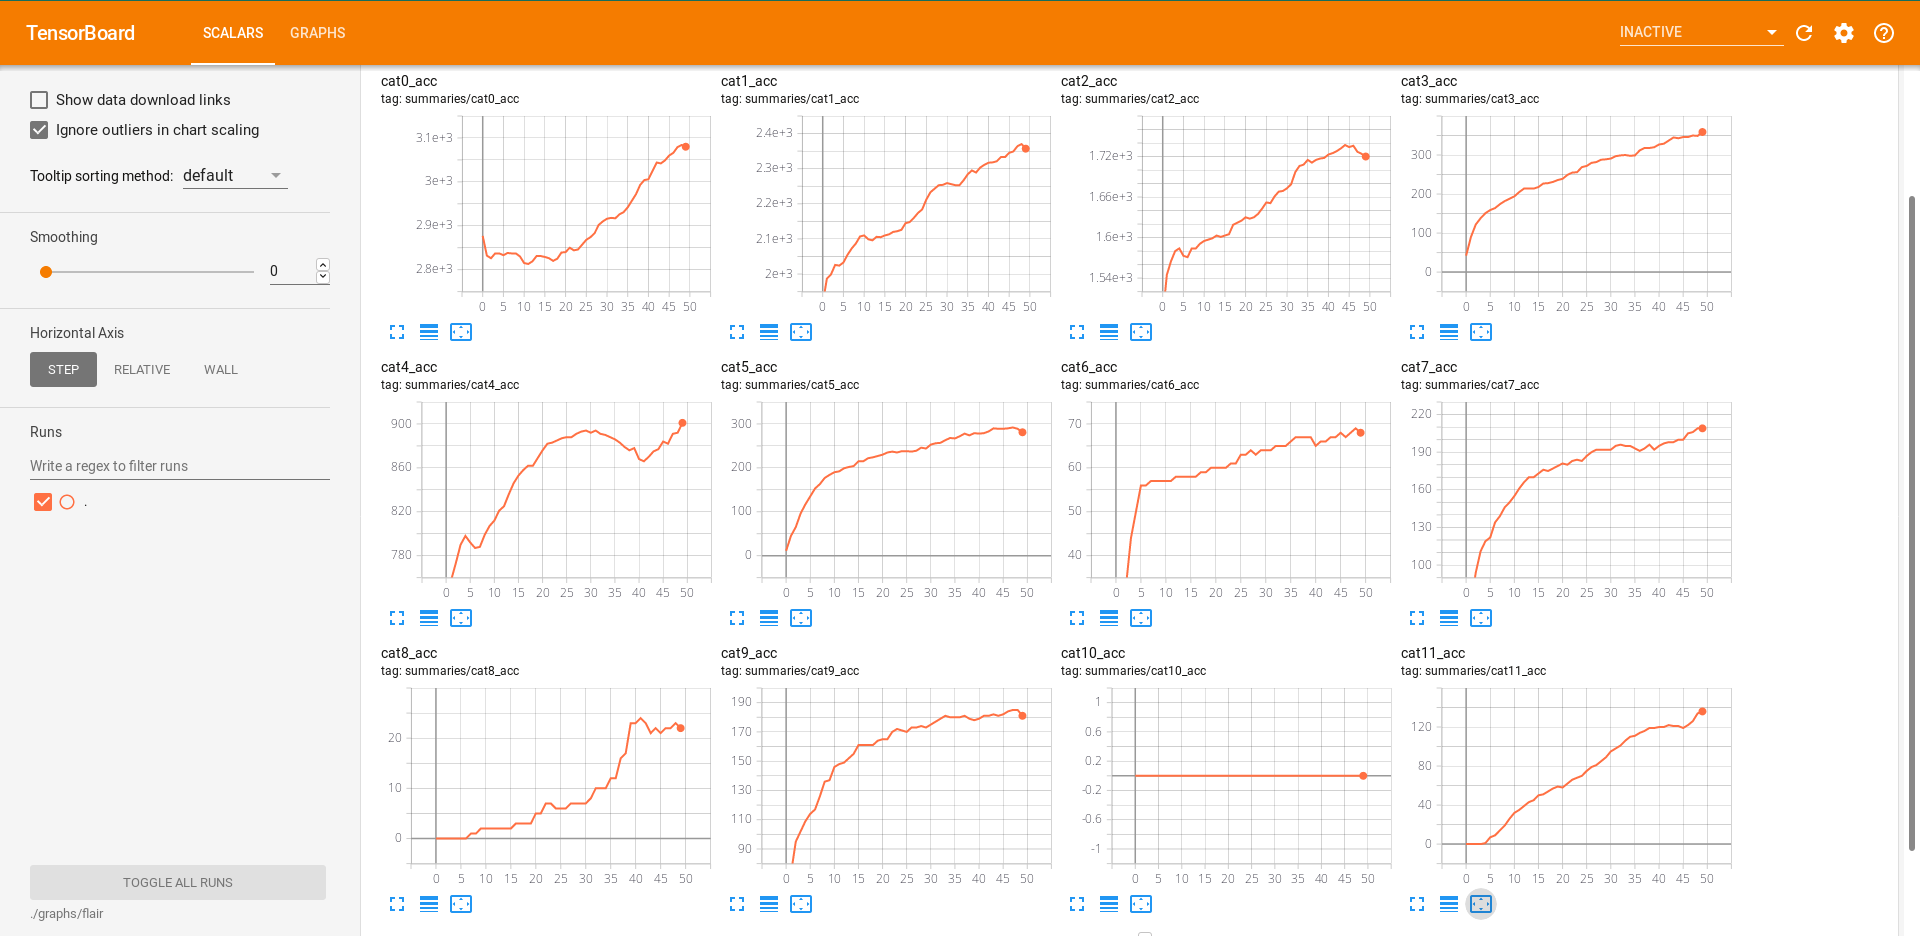 TensorBoard
SCALARS GRAPHS
INACTIVE
Show data download links
Ignore outliers in chart scaling
Tooltip sorting method: default
Smoothing
0
Horizontal Axis
STEP RELATIVE WALL
Runs
Write a regex to filter runs
.
TOGGLE ALL RUNS
./graphs/flair
cat0_acc
tag: summaries/cat0_acc
3.1e+3
3e+3
2.9e+3
2.8e+3
0 5 10 15 20 25 30 35 40 45 50
cat1_acc
tag: summaries/cat1_acc
2.4e+3
2.3e+3
2.2e+3
2.1e+3
2e+3
0 5 10 15 20 25 30 35 40 45 50
cat2_acc
tag: summaries/cat2_acc
1.72e+3
1.66e+3
1.6e+3
1.54e+3
0 5 10 15 20 25 30 35 40 45 50
cat3_acc
tag: summaries/cat3_acc
300
200
100
0
0 5 10 15 20 25 30 35 40 45 50
cat4_acc
tag: summaries/cat4_acc
900
860
820
780
0 5 10 15 20 25 30 35 40 45 50
cat5_acc
tag: summaries/cat5_acc
300
200
100
0
0 5 10 15 20 25 30 35 40 45 50
cat6_acc
tag: summaries/cat6_acc
70
60
50
40
0 5 10 15 20 25 30 35 40 45 50
cat7_acc
tag: summaries/cat7_acc
220
190
160
130
100
0 5 10 15 20 25 30 35 40 45 50
cat8_acc
tag: summaries/cat8_acc
20
10
0
0 5 10 15 20 25 30 35 40 45 50
cat9_acc
tag: summaries/cat9_acc
190
170
150
130
110
90
0 5 10 15 20 25 30 35 40 45 50
cat10_acc
tag: summaries/cat10_acc
1
0.6
0.2
-0.2
-0.6
-1
0 5 10 15 20 25 30 35 40 45 50
cat11_acc
tag: summaries/cat11_acc
120
80
40
0
0 5 10 15 20 25 30 35 40 45 50